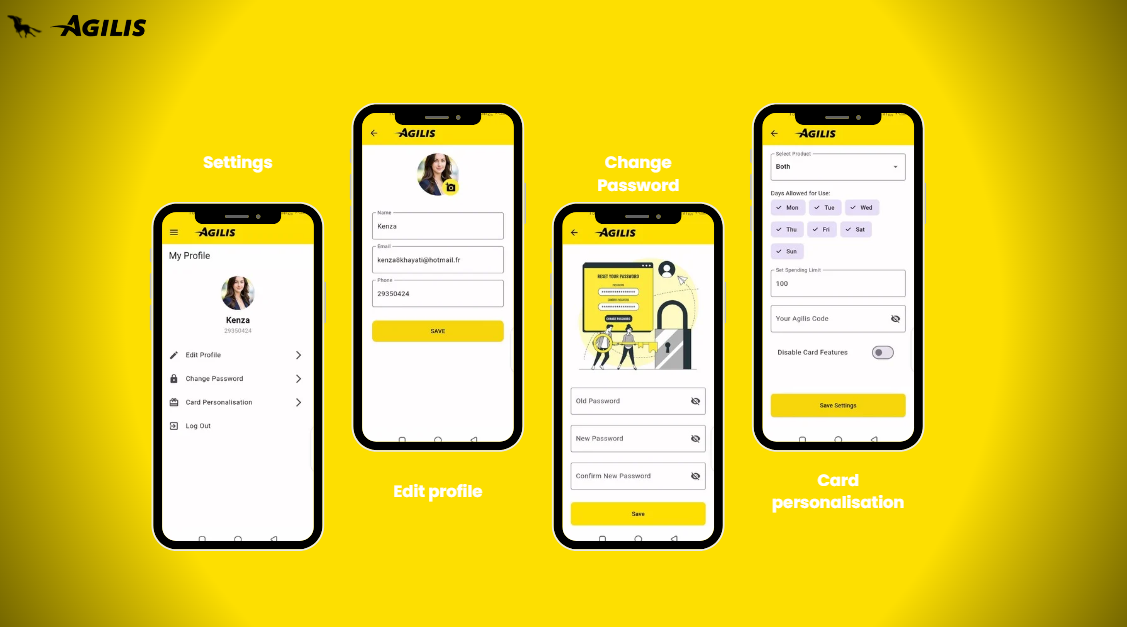 AGILIS
Settings
AGILIS
My Profile
Kenza
29350424
Edit Profile
Change Password
Card Personalisation
Log Out
AGILIS
Name
Kenza
Email
kenza8khayati@hotmail.fr
Phone
29350424
SAVE
Edit profile
Change
Password
AGILIS
RESET YOUR PASSWORD
CHANGE PASSWORD
Old Password
New Password
Confirm New Password
Save
AGILIS
Select Product
Both
Days Allowed for Use:
Mon Tue Wed
Thu Fri Sat
Sun
Set Spending Limit
100
Your Agilis Code
Disable Card Features
Save Settings
Card
personalisation